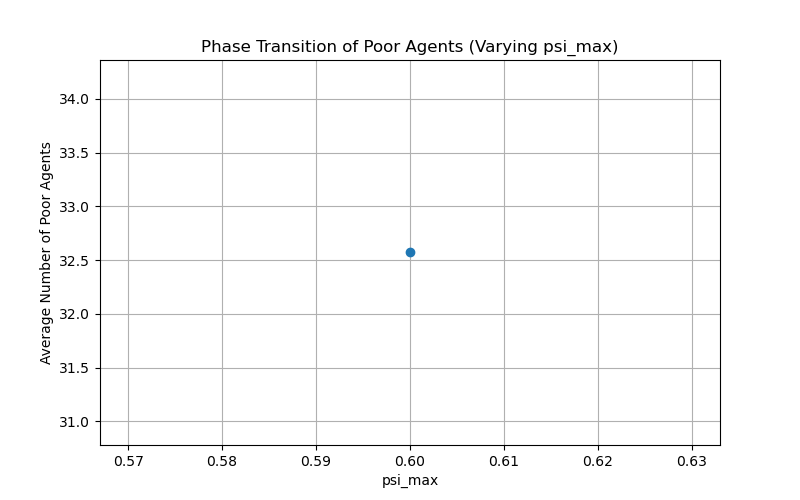 Phase Transition of Poor Agents (Varying psi_max)
Average Number of Poor Agents
34.0
33.5
33.0
32.5
32.0
31.5
31.0
0.57 0.58 0.59 0.60 0.61 0.62 0.63
psi_max